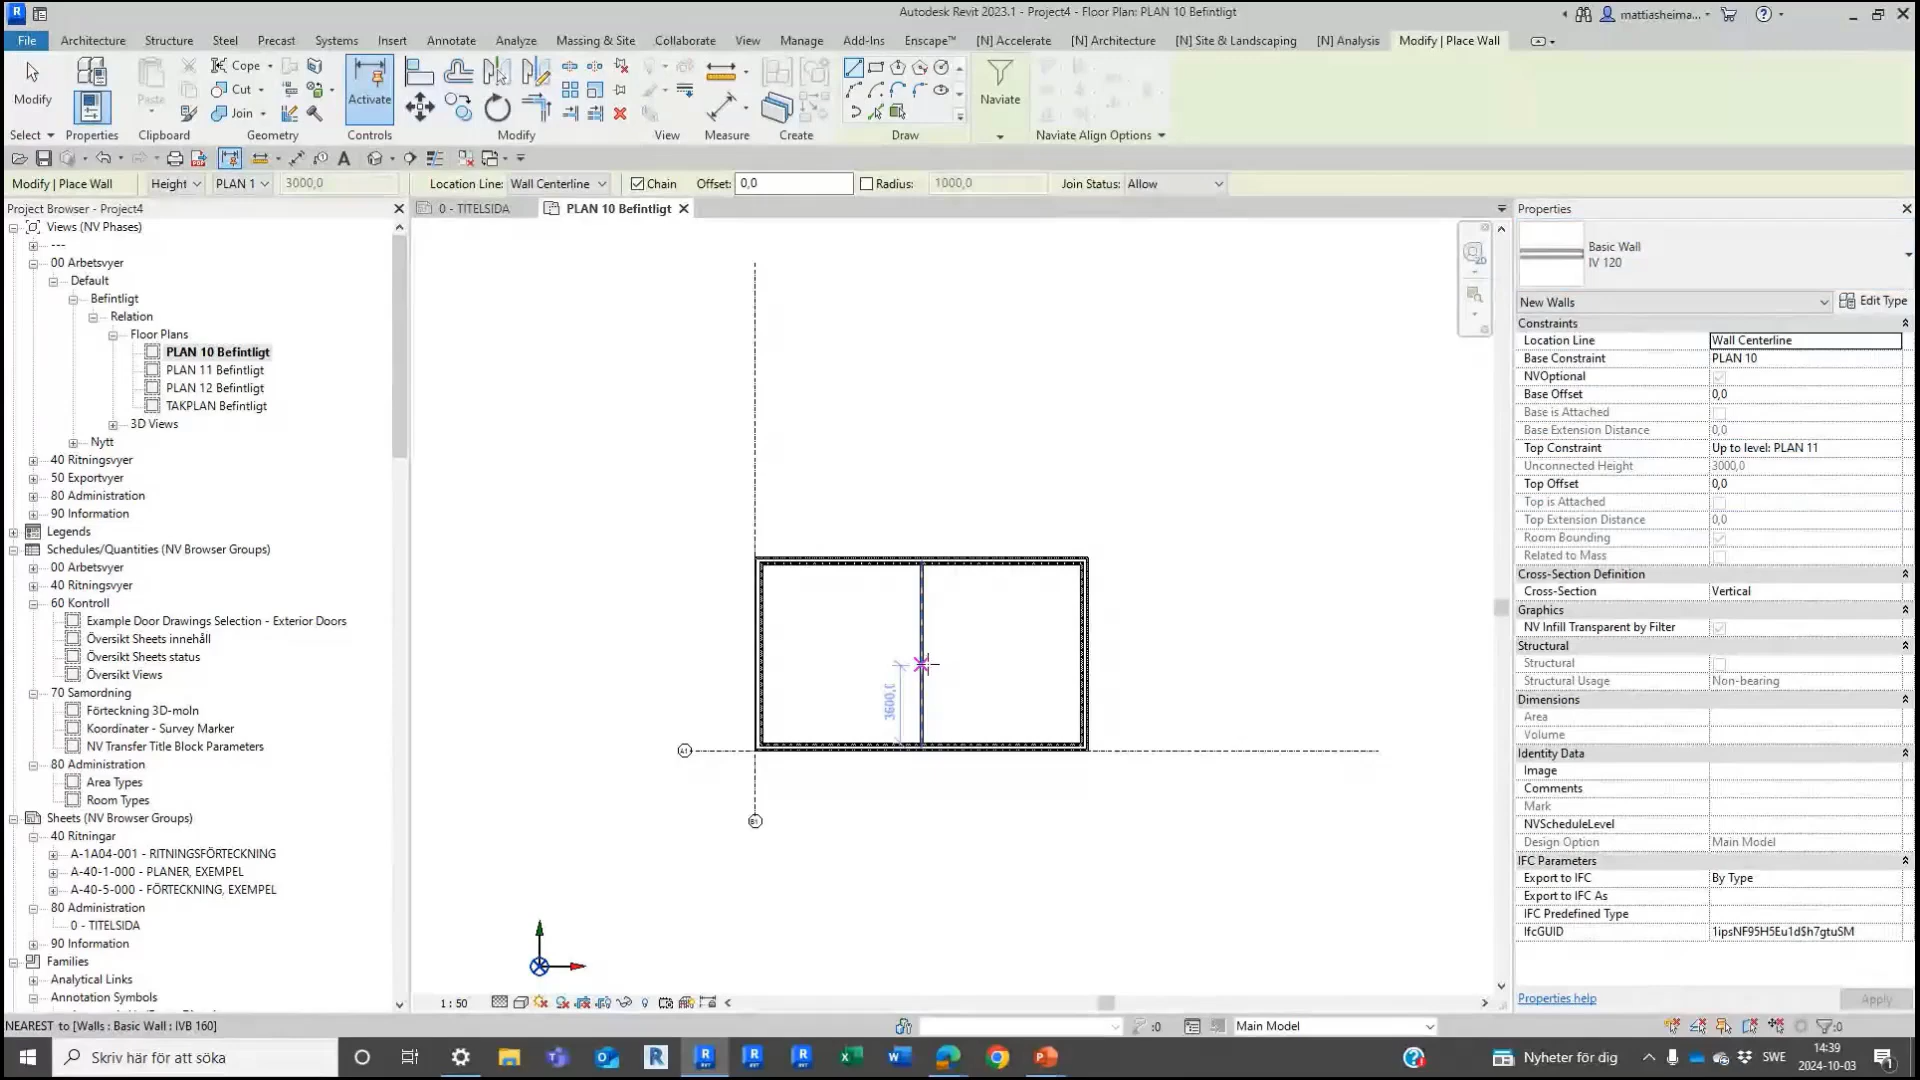 Autodesk Revit 2023.1 - Project4 - Floor Plan: PLAN 10 Befintligt
mattiasheima...
File Architecture Structure Steel Precast Systems Insert Annotate Analyze Massing & Site Collaborate View Manage Add-Ins Enscape™ [N] Accelerate [N] Architecture [N] Site & Landscaping [N] Analysis Modify | Place Wall
Modify Properties Paste Cope Cut Join Activate Naviate
Select Properties Clipboard Geometry Controls Modify View Measure Create Draw Naviate Align Options
Modify | Place Wall Height PLAN 1 3000,0 Location Line: Wall Centerline Chain Offset: 0,0 Radius: 1000,0 Join Status: Allow
Project Browser - Project4
0 - TITELSIDA
PLAN 10 Befintligt
Views (NV Phases)
---
00 Arbetsvyer
Default
Befintligt
Relation
Floor Plans
PLAN 10 Befintligt
PLAN 11 Befintligt
PLAN 12 Befintligt
TAKPLAN Befintligt
3D Views
Nytt
40 Ritningsvyer
50 Exportvyer
80 Administration
90 Information
Legends
Schedules/Quantities (NV Browser Groups)
00 Arbetsvyer
40 Ritningsvyer
60 Kontroll
Example Door Drawings Selection - Exterior Doors
Översikt Sheets innehåll
Översikt Sheets status
Översikt Views
70 Samordning
Förteckning 3D-moln
Koordinater - Survey Marker
NV Transfer Title Block Parameters
80 Administration
Area Types
Room Types
Sheets (NV Browser Groups)
40 Ritningar
A-1A04-001 - RITNINGSFÖRTECKNING
A-40-1-000 - PLANER, EXEMPEL
A-40-5-000 - FÖRTECKNING, EXEMPEL
80 Administration
0 - TITELSIDA
90 Information
Families
Analytical Links
Annotation Symbols
3600,0
A1
B1
2D
1 : 50
Properties
Basic Wall
IV 120
New Walls Edit Type
Constraints
Location Line Wall Centerline
Base Constraint PLAN 10
NVOptional
Base Offset 0,0
Base is Attached
Base Extension Distance 0,0
Top Constraint Up to level: PLAN 11
Unconnected Height 3000,0
Top Offset 0,0
Top is Attached
Top Extension Distance 0,0
Room Bounding
Related to Mass
Cross-Section Definition
Cross-Section Vertical
Graphics
NV Infill Transparent by Filter
Structural
Structural
Structural Usage Non-bearing
Dimensions
Area
Volume
Identity Data
Image
Comments
Mark
NVScheduleLevel
Design Option Main Model
IFC Parameters
Export to IFC By Type
Export to IFC As
IFC Predefined Type
IfcGUID 1ipsNF95H5Eu1d$h7gtuSM
Properties help Apply
NEAREST to [Walls : Basic Wall : IVB 160] :0 Main Model :0
Skriv här för att söka Nyheter för dig SWE 14:39
2024-10-03